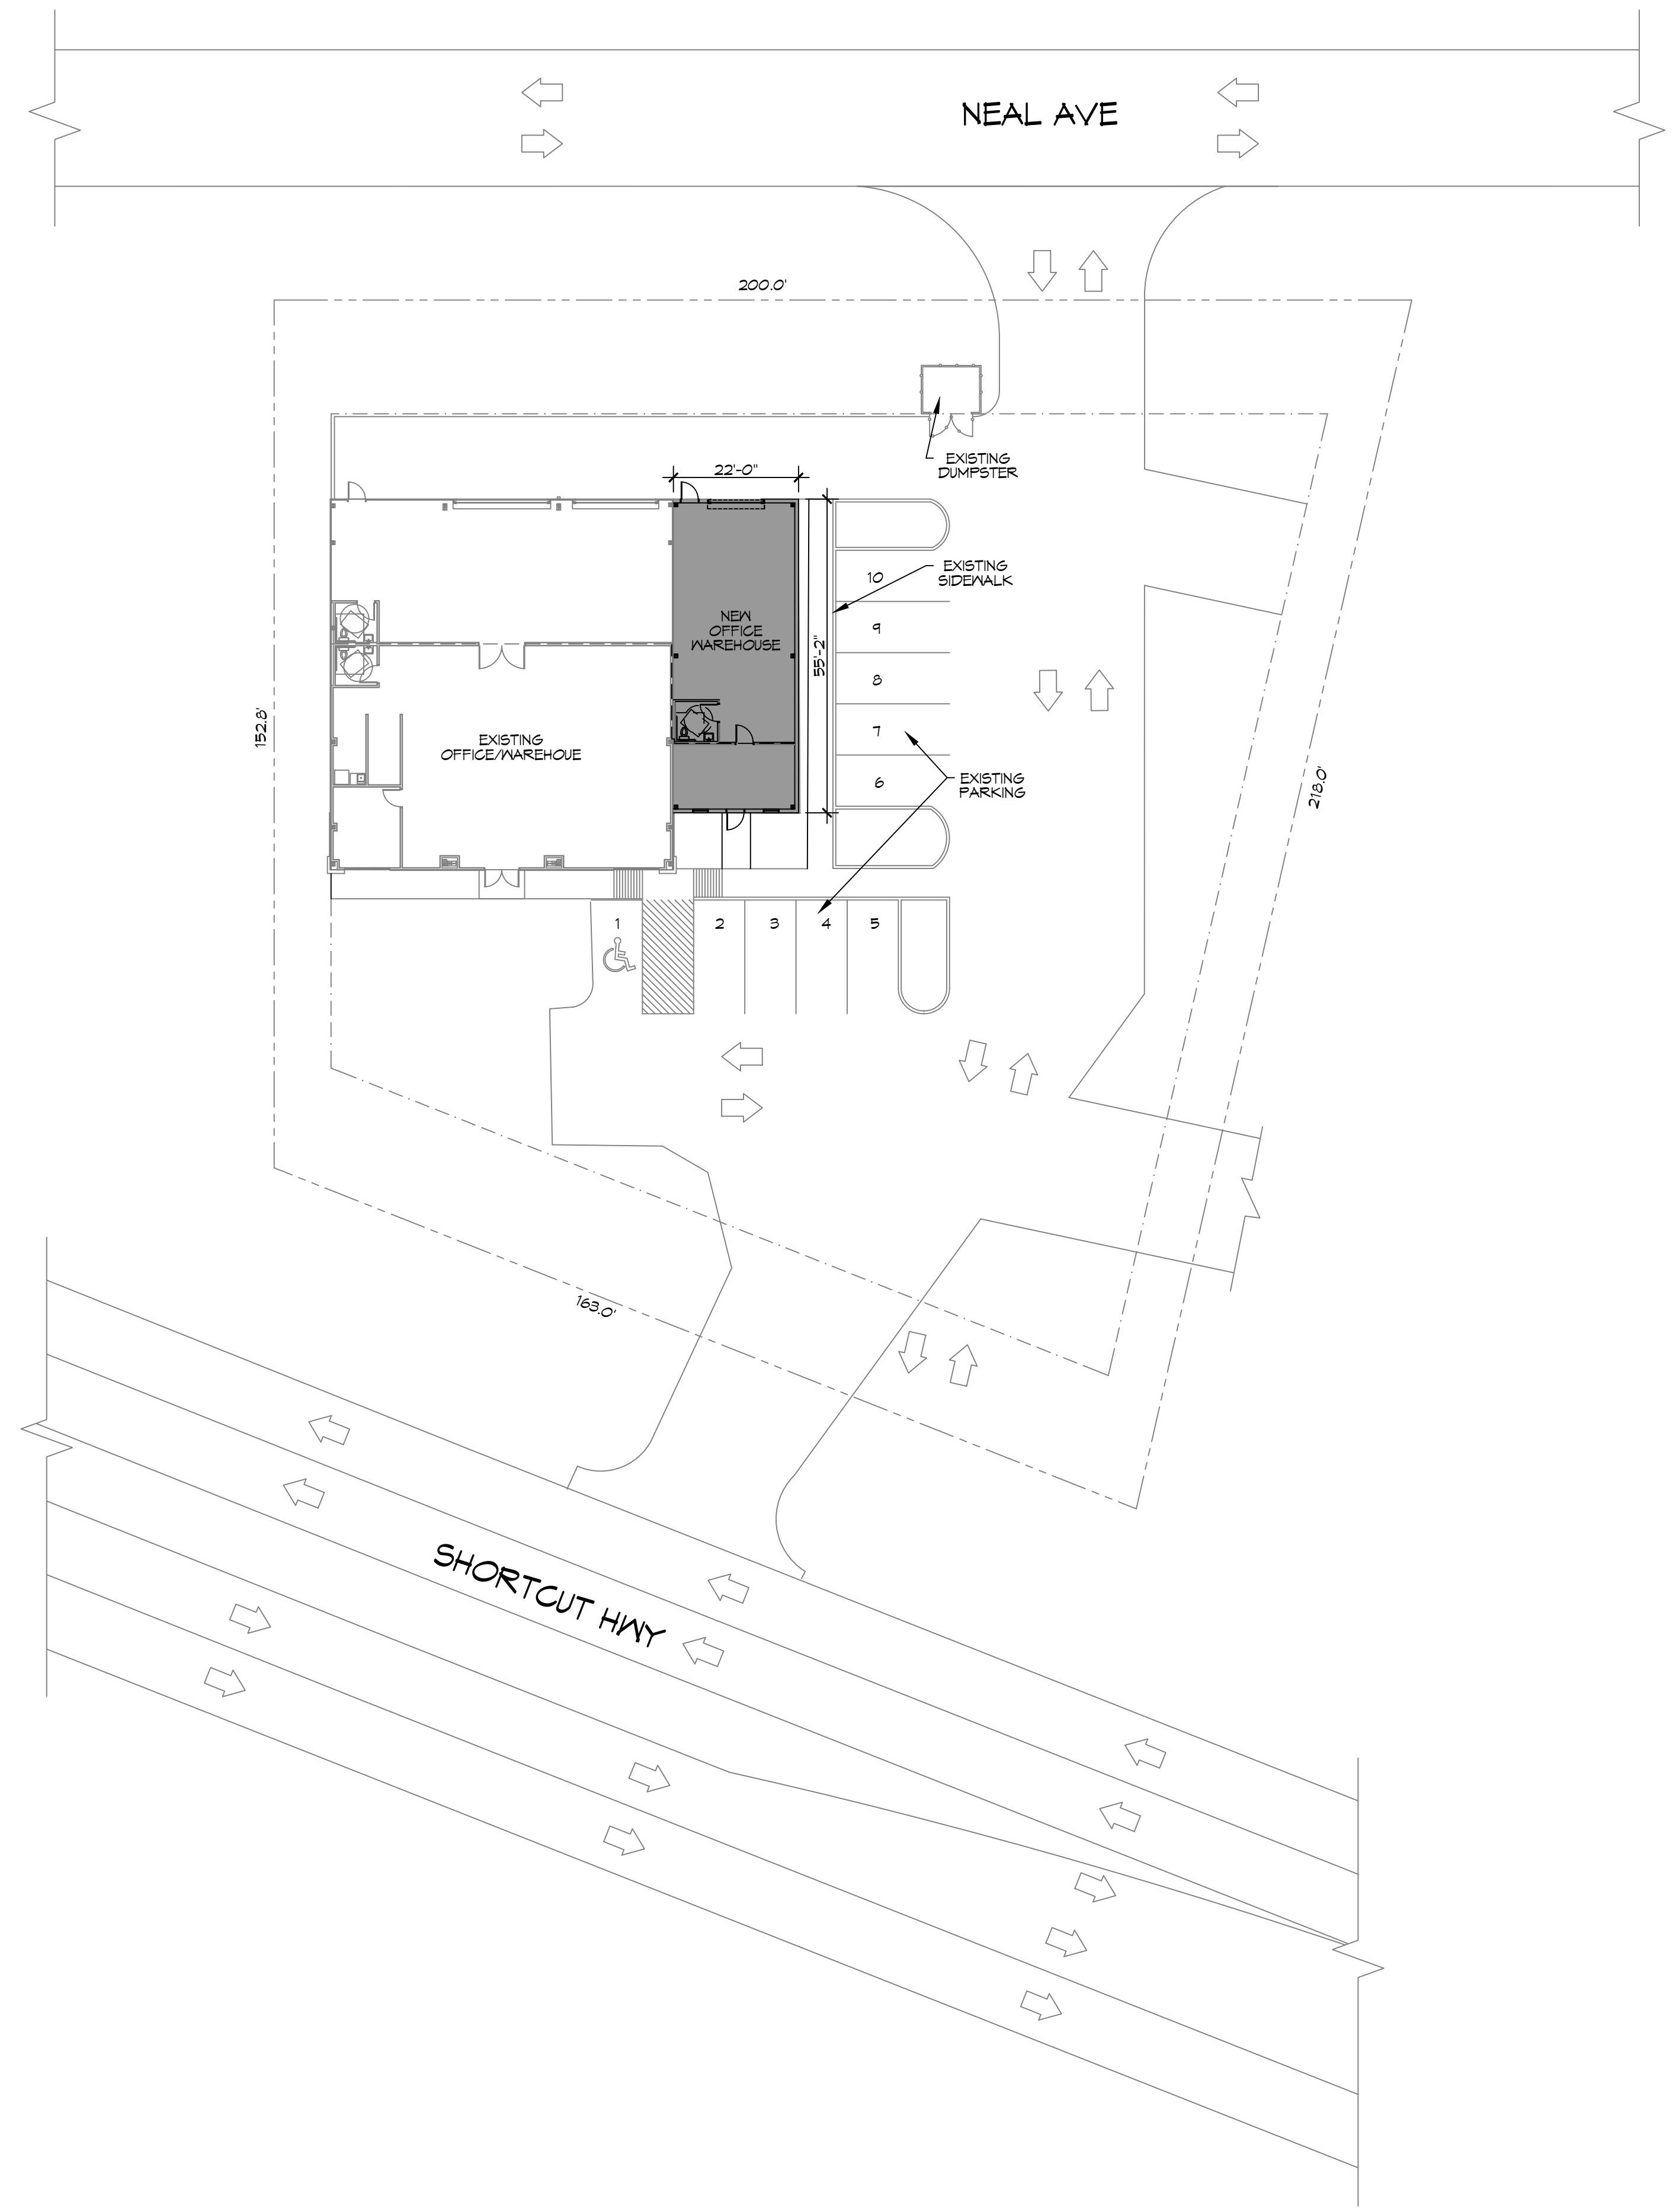 NEAL AVE
200.0'
EXISTING
DUMPSTER
22'-0"
EXISTING
SIDEWALK
10
9
8
7
6
NEW
OFFICE
WAREHOUSE
55'-2"
152.8'
EXISTING
OFFICE/WAREHOUE
EXISTING
PARKING
218.0'
1
2
3
4
5
163.0'
SHORTCUT HWY